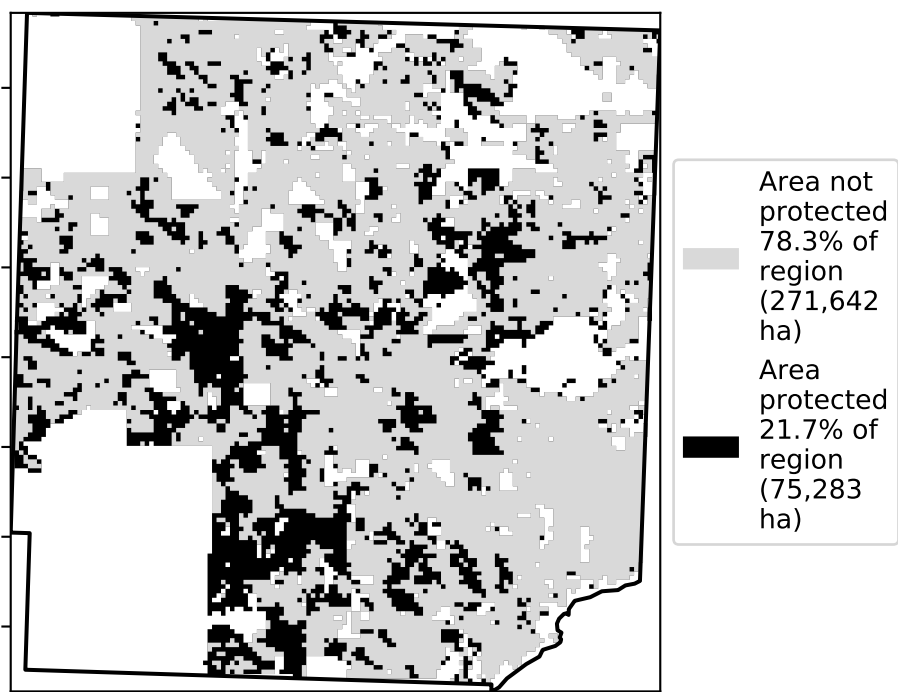 Area not
protected
78.3% of
region
(271,642
ha)
Area
protected
21.7% of
region
(75,283
ha)